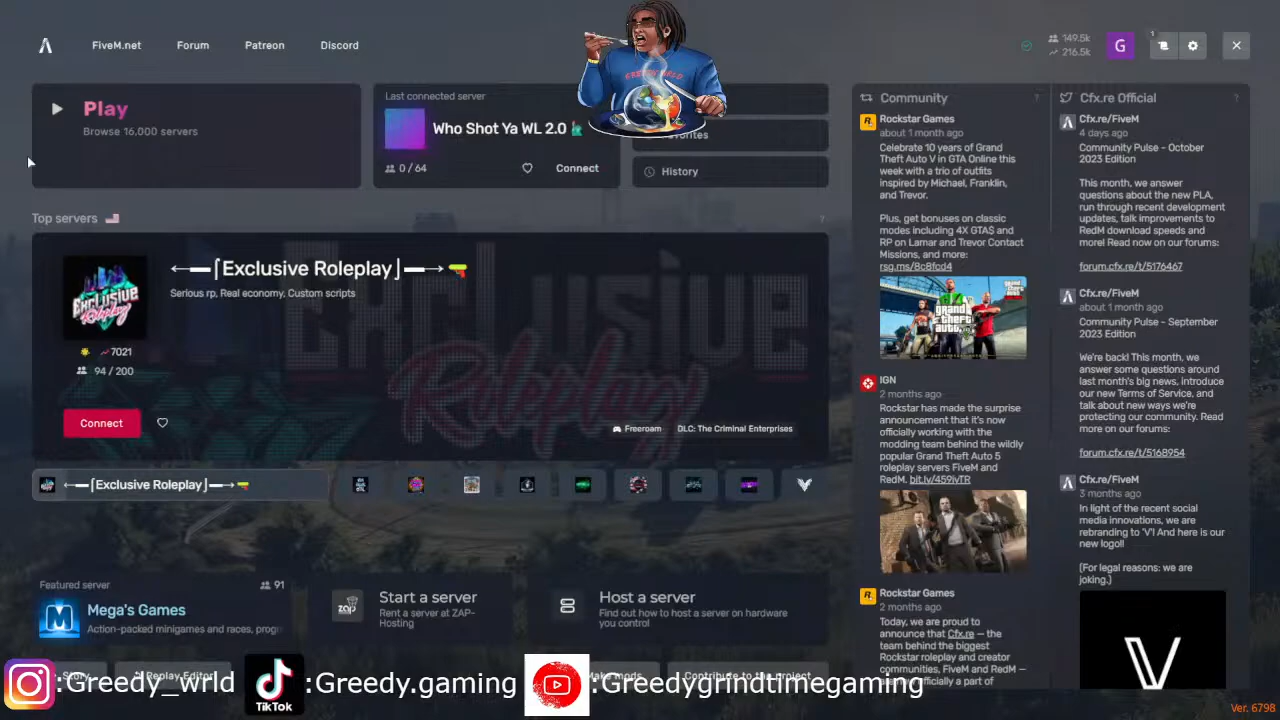 FiveM.net
Forum
Patreon
Discord
149.5k
216.5k
G
1
Play
Browse 16,000 servers
Last connected server
Who Shot Ya WL 2.0
0 / 64
Connect
History
Top servers
?
Exclusive Roleplay
←━━⌠Exclusive Roleplay⌡━━→
Serious rp, Real economy, Custom scripts
7021
94 / 200
Connect
Freeroam
DLC: The Criminal Enterprises
←━━⌠Exclusive Roleplay⌡━━→
Featured server
91
Mega's Games
Action-packed minigames and races, progr
Start a server
Rent a server at ZAP-
Hosting
Host a server
Find out how to host a server on hardware
you control
Community
?
Rockstar Games
about 1 month ago
Celebrate 10 years of Grand
Theft Auto V in GTA Online this
week with a trio of outfits
inspired by Michael, Franklin,
and Trevor.
Plus, get bonuses on classic
modes including 4X GTA$ and
RP on Lamar and Trevor Contact
Missions, and more:
rsg.ms/8c8fcd4
IGN
2 months ago
Rockstar has made the surprise
announcement that it's now
officially working with the
modding team behind the wildly
popular Grand Theft Auto 5
roleplay servers FiveM and
RedM. bit.ly/459jvTR
Rockstar Games
2 months ago
Today, we are proud to
announce that Cfx.re — the
team behind the biggest
Rockstar roleplay and creator
communities, FiveM and RedM —
Cfx.re Official
?
Cfx.re/FiveM
4 days ago
Community Pulse - October
2023 Edition
This month, we answer
questions about the new PLA,
run through recent development
updates, talk improvements to
RedM download speeds and
more! Read now on our forums:
forum.cfx.re/t/5176467
Cfx.re/FiveM
about 1 month ago
Community Pulse - September
2023 Edition
We're back! This month, we
answer some questions around
last month's big news, introduce
our new Terms of Service, and
talk about new ways we're
protecting our community. Read
more on our forums:
forum.cfx.re/t/5168954
Cfx.re/FiveM
3 months ago
In light of the recent social
media innovations, we are
rebranding to 'V'! And here is our
new logo!!
(For legal reasons: we are
joking.)
:Greedy_wrld
TikTok
:Greedy.gaming
:Greedygrindtimegaming
Ver. 6798